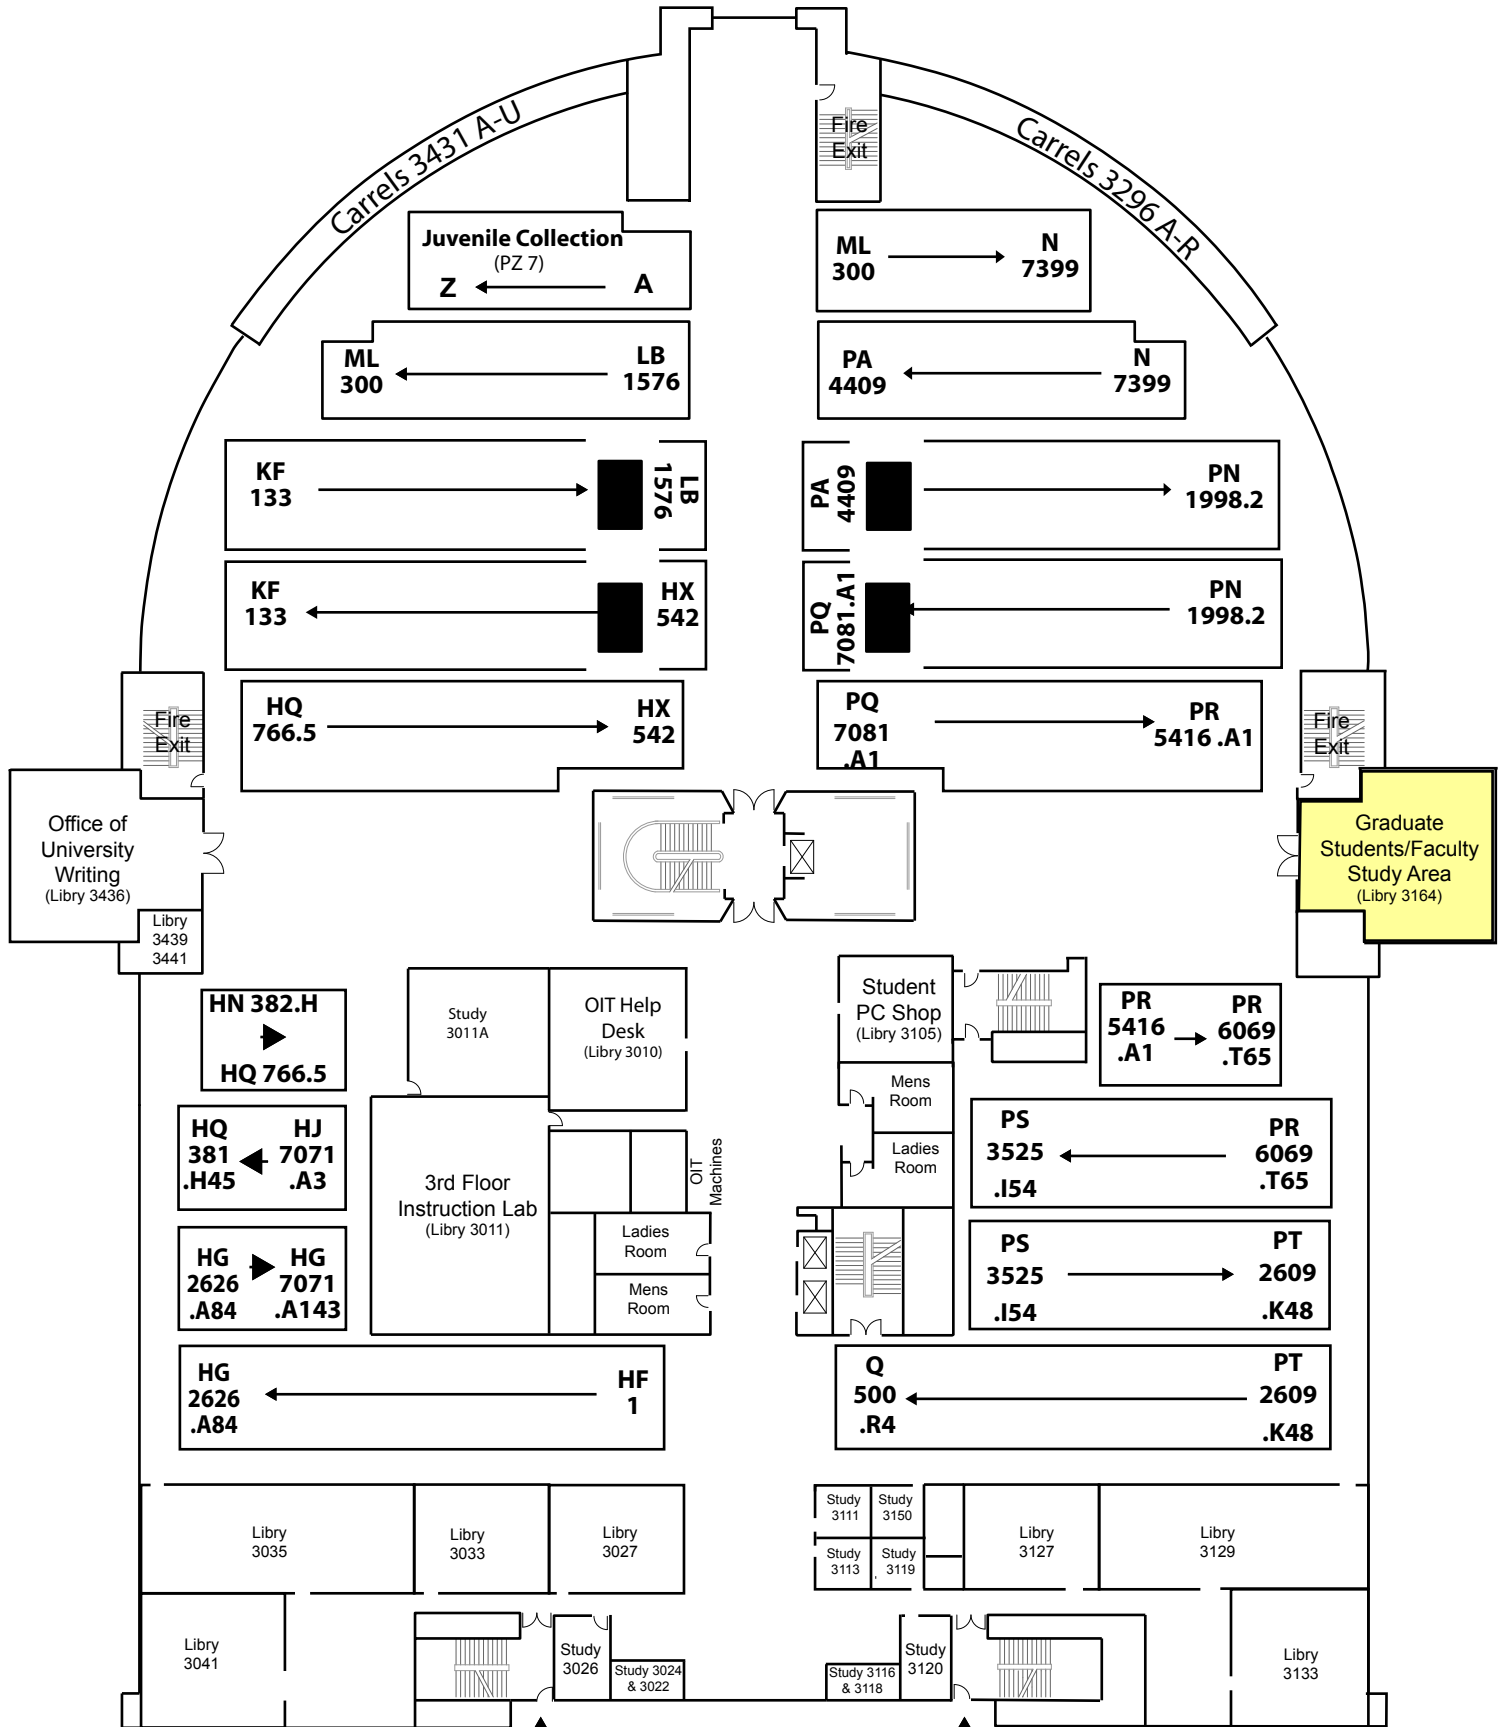 Carrels 3431 A-U
Fire
Exit
Carrels 3296 A-R
Juvenile Collection
(PZ 7)
Z
A
ML
300
N
7399
ML
300
LB
1576
PA
4409
N
7399
KF
133
LB
1576
PA
4409
PN
1998.2
KF
133
HX
542
PQ
7081.A1
PN
1998.2
HQ
766.5
HX
542
PQ
7081
.A1
PR
5416 .A1
Fire
Exit
Fire
Exit
Office of
University
Writing
(Libry 3436)
Libry
3439
3441
Graduate
Students/Faculty
Study Area
(Libry 3164)
HN 382.H
HQ 766.5
Study
3011A
OIT Help
Desk
(Libry 3010)
Student
PC Shop
(Libry 3105)
PR
5416
.A1
PR
6069
.T65
Mens
Room
Ladies
Room
HQ
381
.H45
HJ
7071
.A3
3rd Floor
Instruction Lab
(Libry 3011)
OIT
Machines
PS
3525
.I54
PR
6069
.T65
HG
2626
.A84
HG
7071
.A143
Ladies
Room
Mens
Room
PS
3525
.I54
PT
2609
.K48
HG
2626
.A84
HF
1
Q
500
.R4
PT
2609
.K48
Libry
3035
Libry
3033
Libry
3027
Study
3111
Study
3150
Study
3113
Study
3119
Libry
3127
Libry
3129
Libry
3041
Study
3026
Study 3024
& 3022
Study 3116
& 3118
Study
3120
Libry
3133